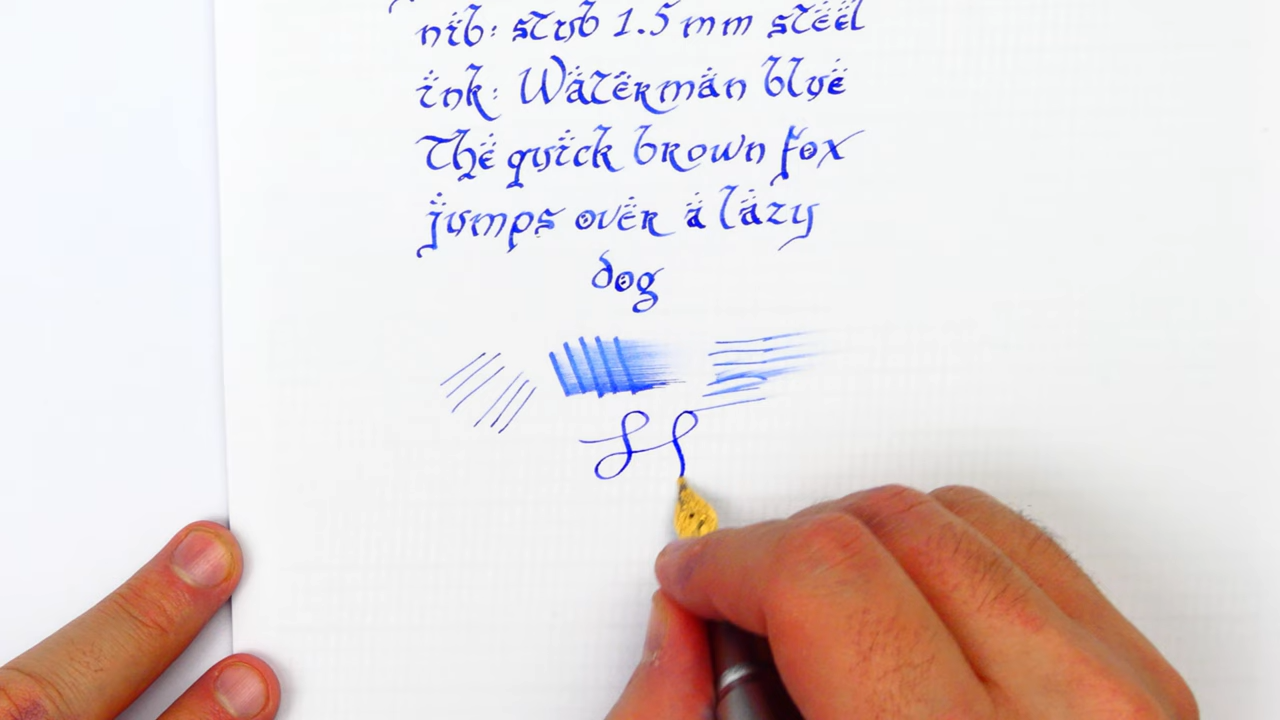 nib: stub 1.5 mm steel
ink: Waterman blue
The quick brown fox
jumps over a lazy
dog